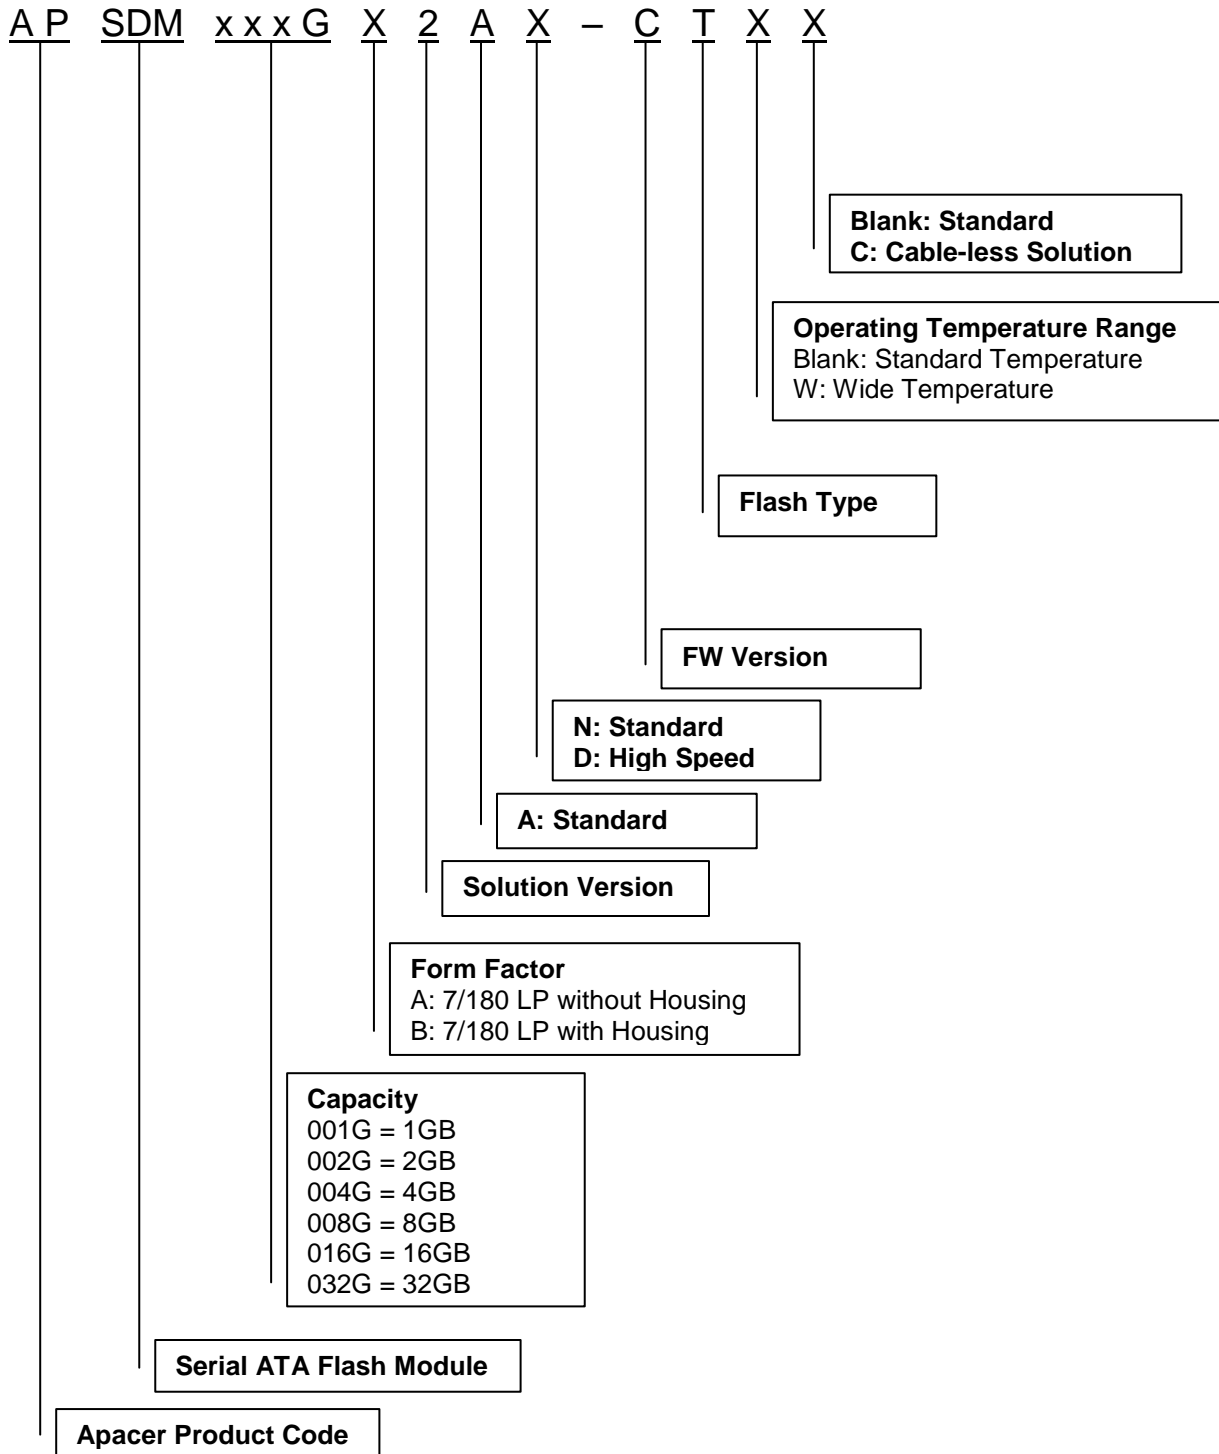 A P SDM x x x G X 2 A X – C T X X
Blank: Standard
C: Cable-less Solution
Operating Temperature Range
Blank: Standard Temperature
W: Wide Temperature
Flash Type
FW Version
N: Standard
D: High Speed
A: Standard
Solution Version
Form Factor
A: 7/180 LP without Housing
B: 7/180 LP with Housing
Capacity
001G = 1GB
002G = 2GB
004G = 4GB
008G = 8GB
016G = 16GB
032G = 32GB
Serial ATA Flash Module
Apacer Product Code